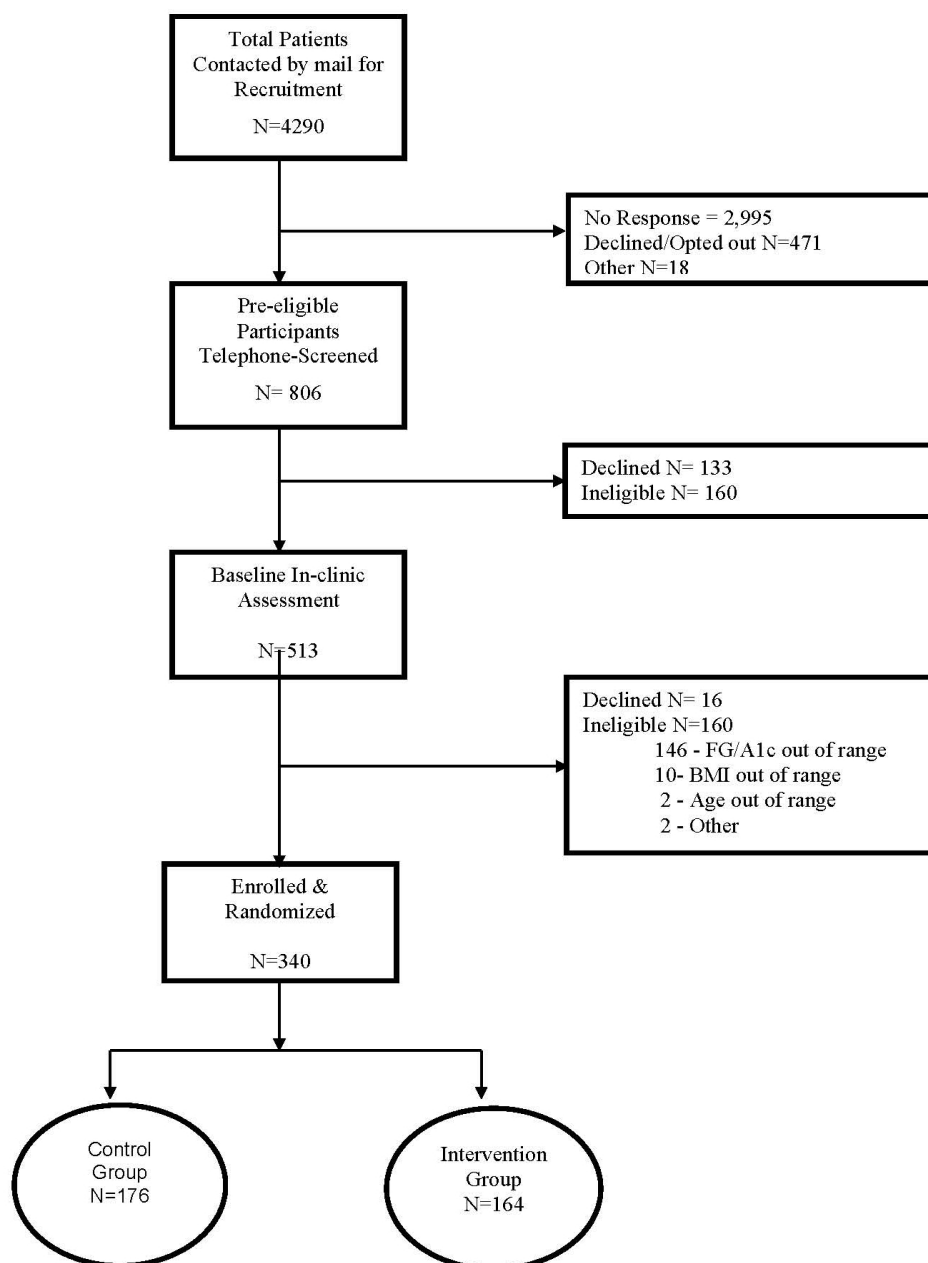 Total Patients
Contacted by mail for
Recruitment
N=4290
No Response = 2,995
Declined/Opted out N=471
Other N=18
Pre-eligible
Participants
Telephone-Screened
N= 806
Declined N= 133
Ineligible N= 160
Baseline In-clinic
Assessment
N=513
Declined N= 16
Ineligible N=160
146 - FG/A1c out of range
10- BMI out of range
2 - Age out of range
2 - Other
Enrolled &
Randomized
N=340
Control
Group
N=176
Intervention
Group
N=164